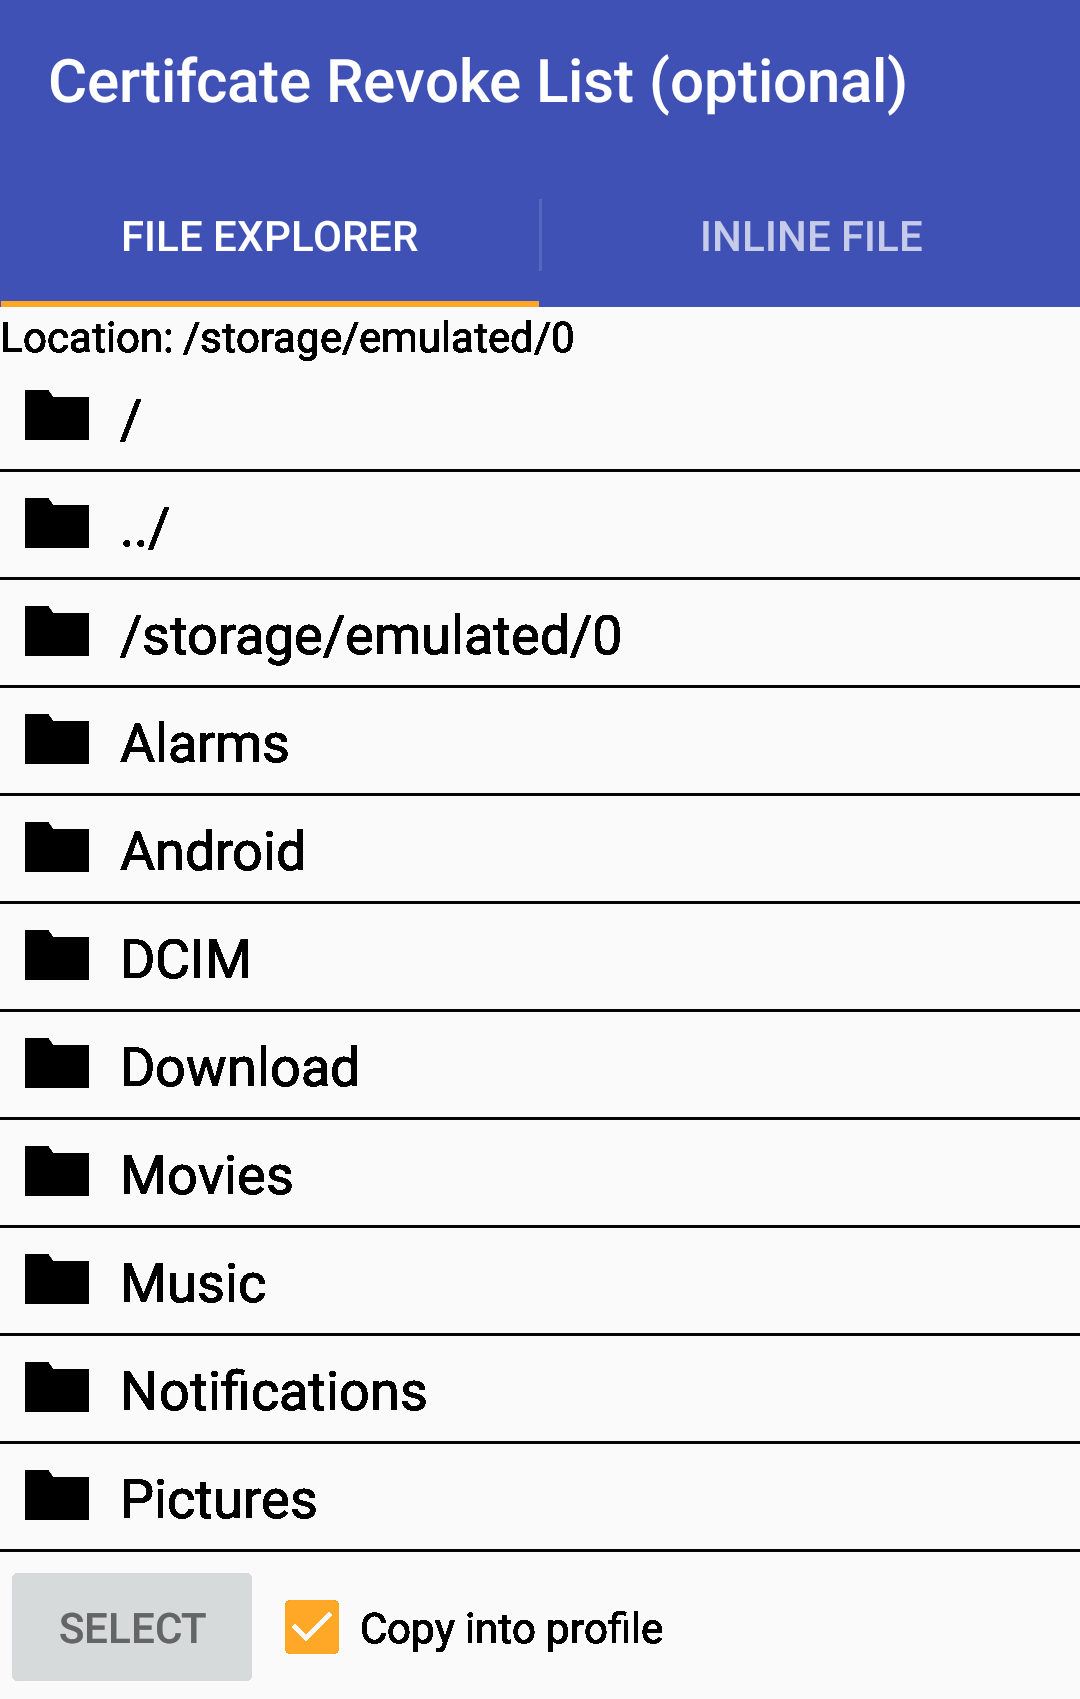 Certifcate Revoke List (optional)
FILE EXPLORER
INLINE FILE
Location: /storage/emulated/0
/
../
/storage/emulated/0
Alarms
Android
DCIM
Download
Movies
Music
Notifications
Pictures
SELECT
Copy into profile